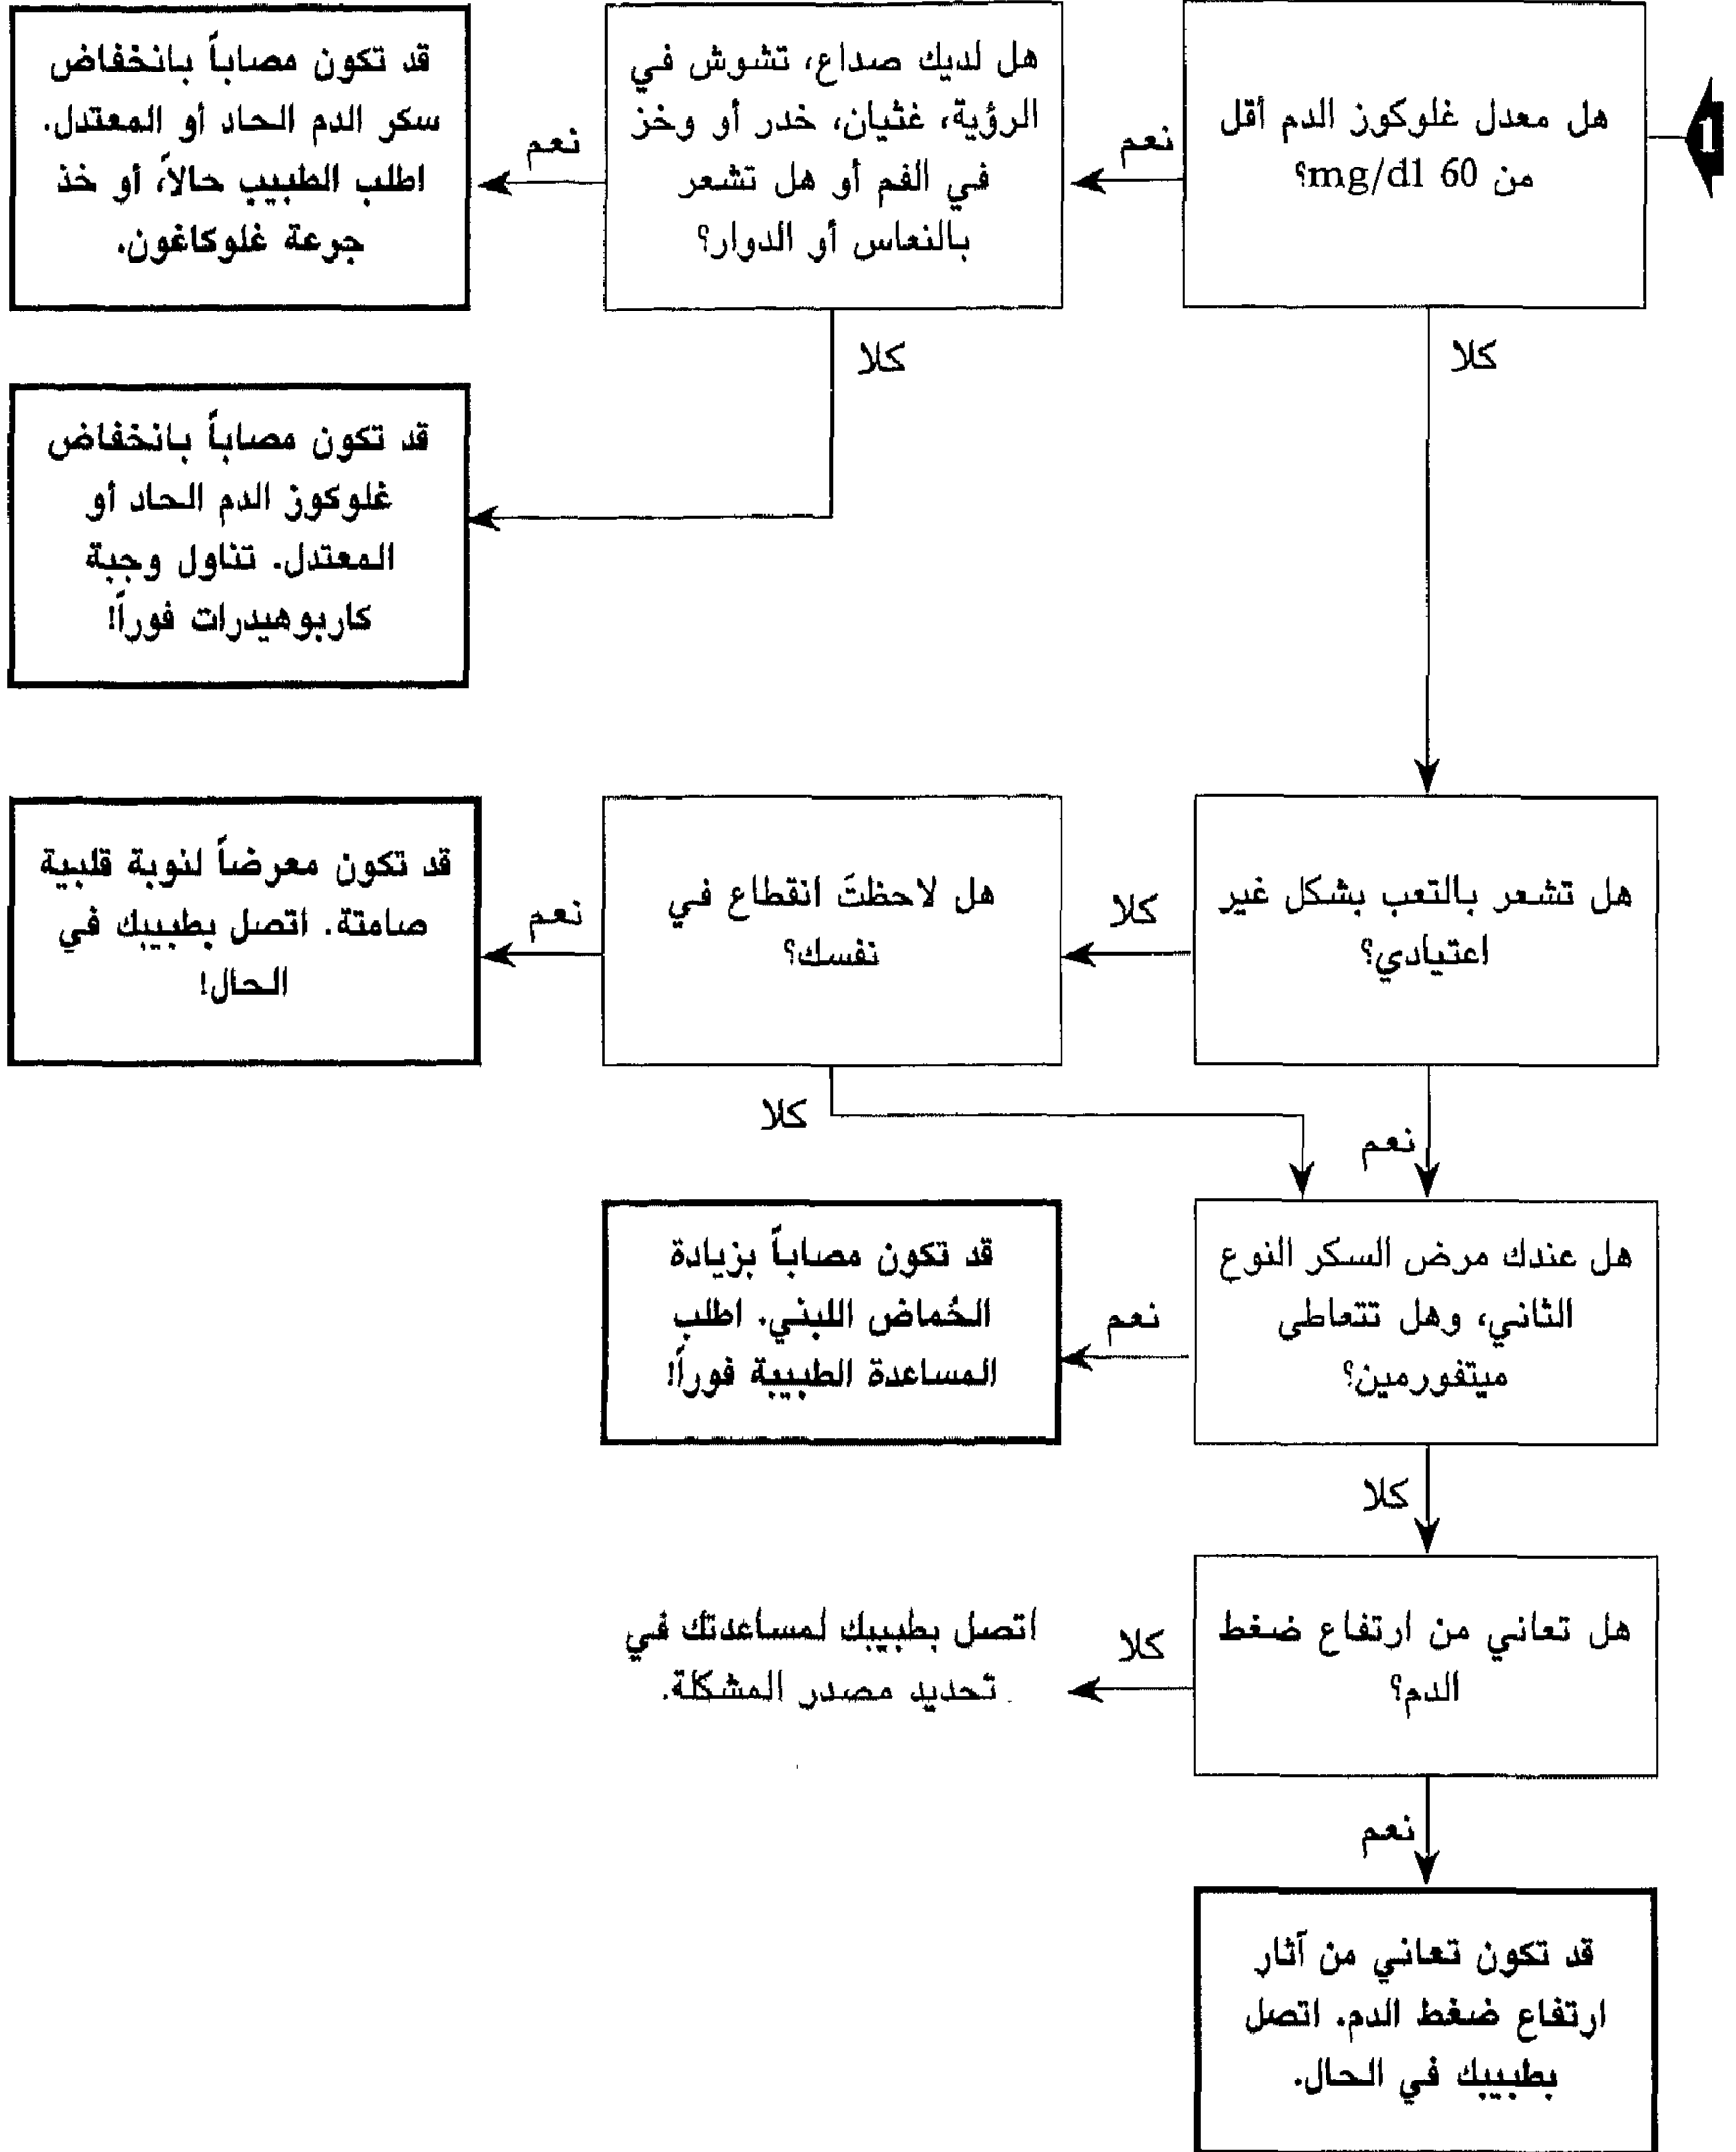 1
هل معدل غلوكوز الدم أقل
من 60 mg/dl؟
نعم
هل لديك صداع، تشوش في
الرؤية، غثيان، خدر أو وخز
في الفم أو هل تشعر
بالنعاس أو الدوار؟
نعم
قد تكون مصاباً بانخفاض
سكر الدم الحاد أو المعتدل.
اطلب الطبيب حالاً، أو خذ
جرعة غلوكاغون.
كلا
كلا
قد تكون مصاباً بانخفاض
غلوكوز الدم الحاد أو
المعتدل. تناول وجبة
كاربوهيدرات فوراً!
هل تشعر بالتعب بشكل غير
اعتيادي؟
كلا
هل لاحظتَ انقطاع في
نفسك؟
نعم
قد تكون معرضاً لنوبة قلبية
صامتة. اتصل بطبيبك في
الحال!
نعم
كلا
هل عندك مرض السكر النوع
الثاني، وهل تتعاطى
ميتفورمين؟
نعم
قد تكون مصاباً بزيادة
الحُماض اللبني. اطلب
المساعدة الطبيبة فوراً!
كلا
هل تعاني من ارتفاع ضغط
الدم؟
كلا
اتصل بطبيبك لمساعدتك في
تحديد مصدر المشكلة.
نعم
قد تكون تعاني من آثار
ارتفاع ضغط الدم. اتصل
بطبيبك في الحال.